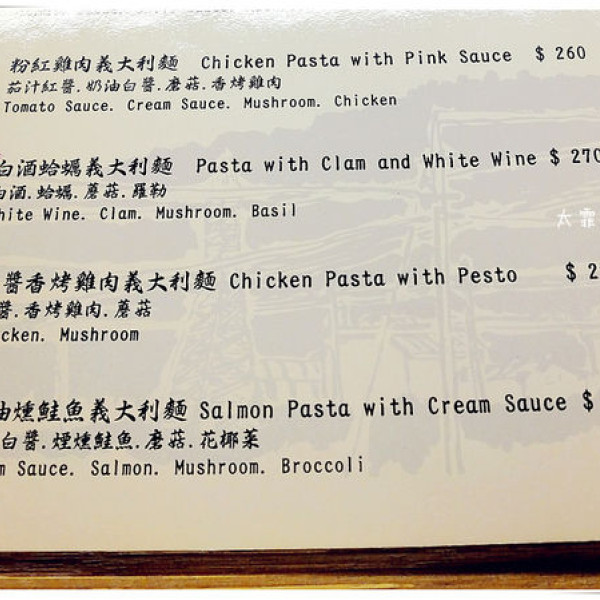 粉紅雞肉義大利麵 Chicken Pasta with Pink Sauce $ 260
茄汁紅醬.奶油白醬.蘑菇.香烤雞肉
Tomato Sauce. Cream Sauce. Mushroom. Chicken
白酒蛤蠣義大利麵 Pasta with Clam and White Wine $ 270
白酒.蛤蠣.蘑菇.羅勒
hite Wine. Clam. Mushroom. Basil
太霏
醬香烤雞肉義大利麵 Chicken Pasta with Pesto $ 2
醬.香烤雞肉.蘑菇
cken. Mushroom
油燻鮭魚義大利麵 Salmon Pasta with Cream Sauce $
白醬.煙燻鮭魚.蘑菇.花椰菜
m Sauce. Salmon. Mushroom. Broccoli